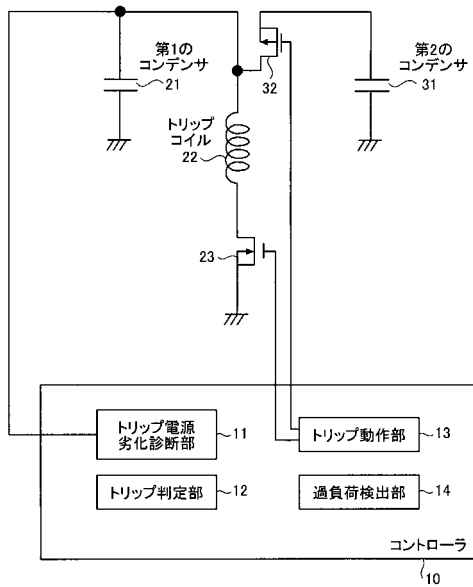 第1の
コンデンサ
21
32
第2の
コンデンサ
31
トリップ
コイル
22
23
トリップ電源
劣化診断部
11
トリップ動作部
13
トリップ判定部
12
過負荷検出部
14
コントローラ
10